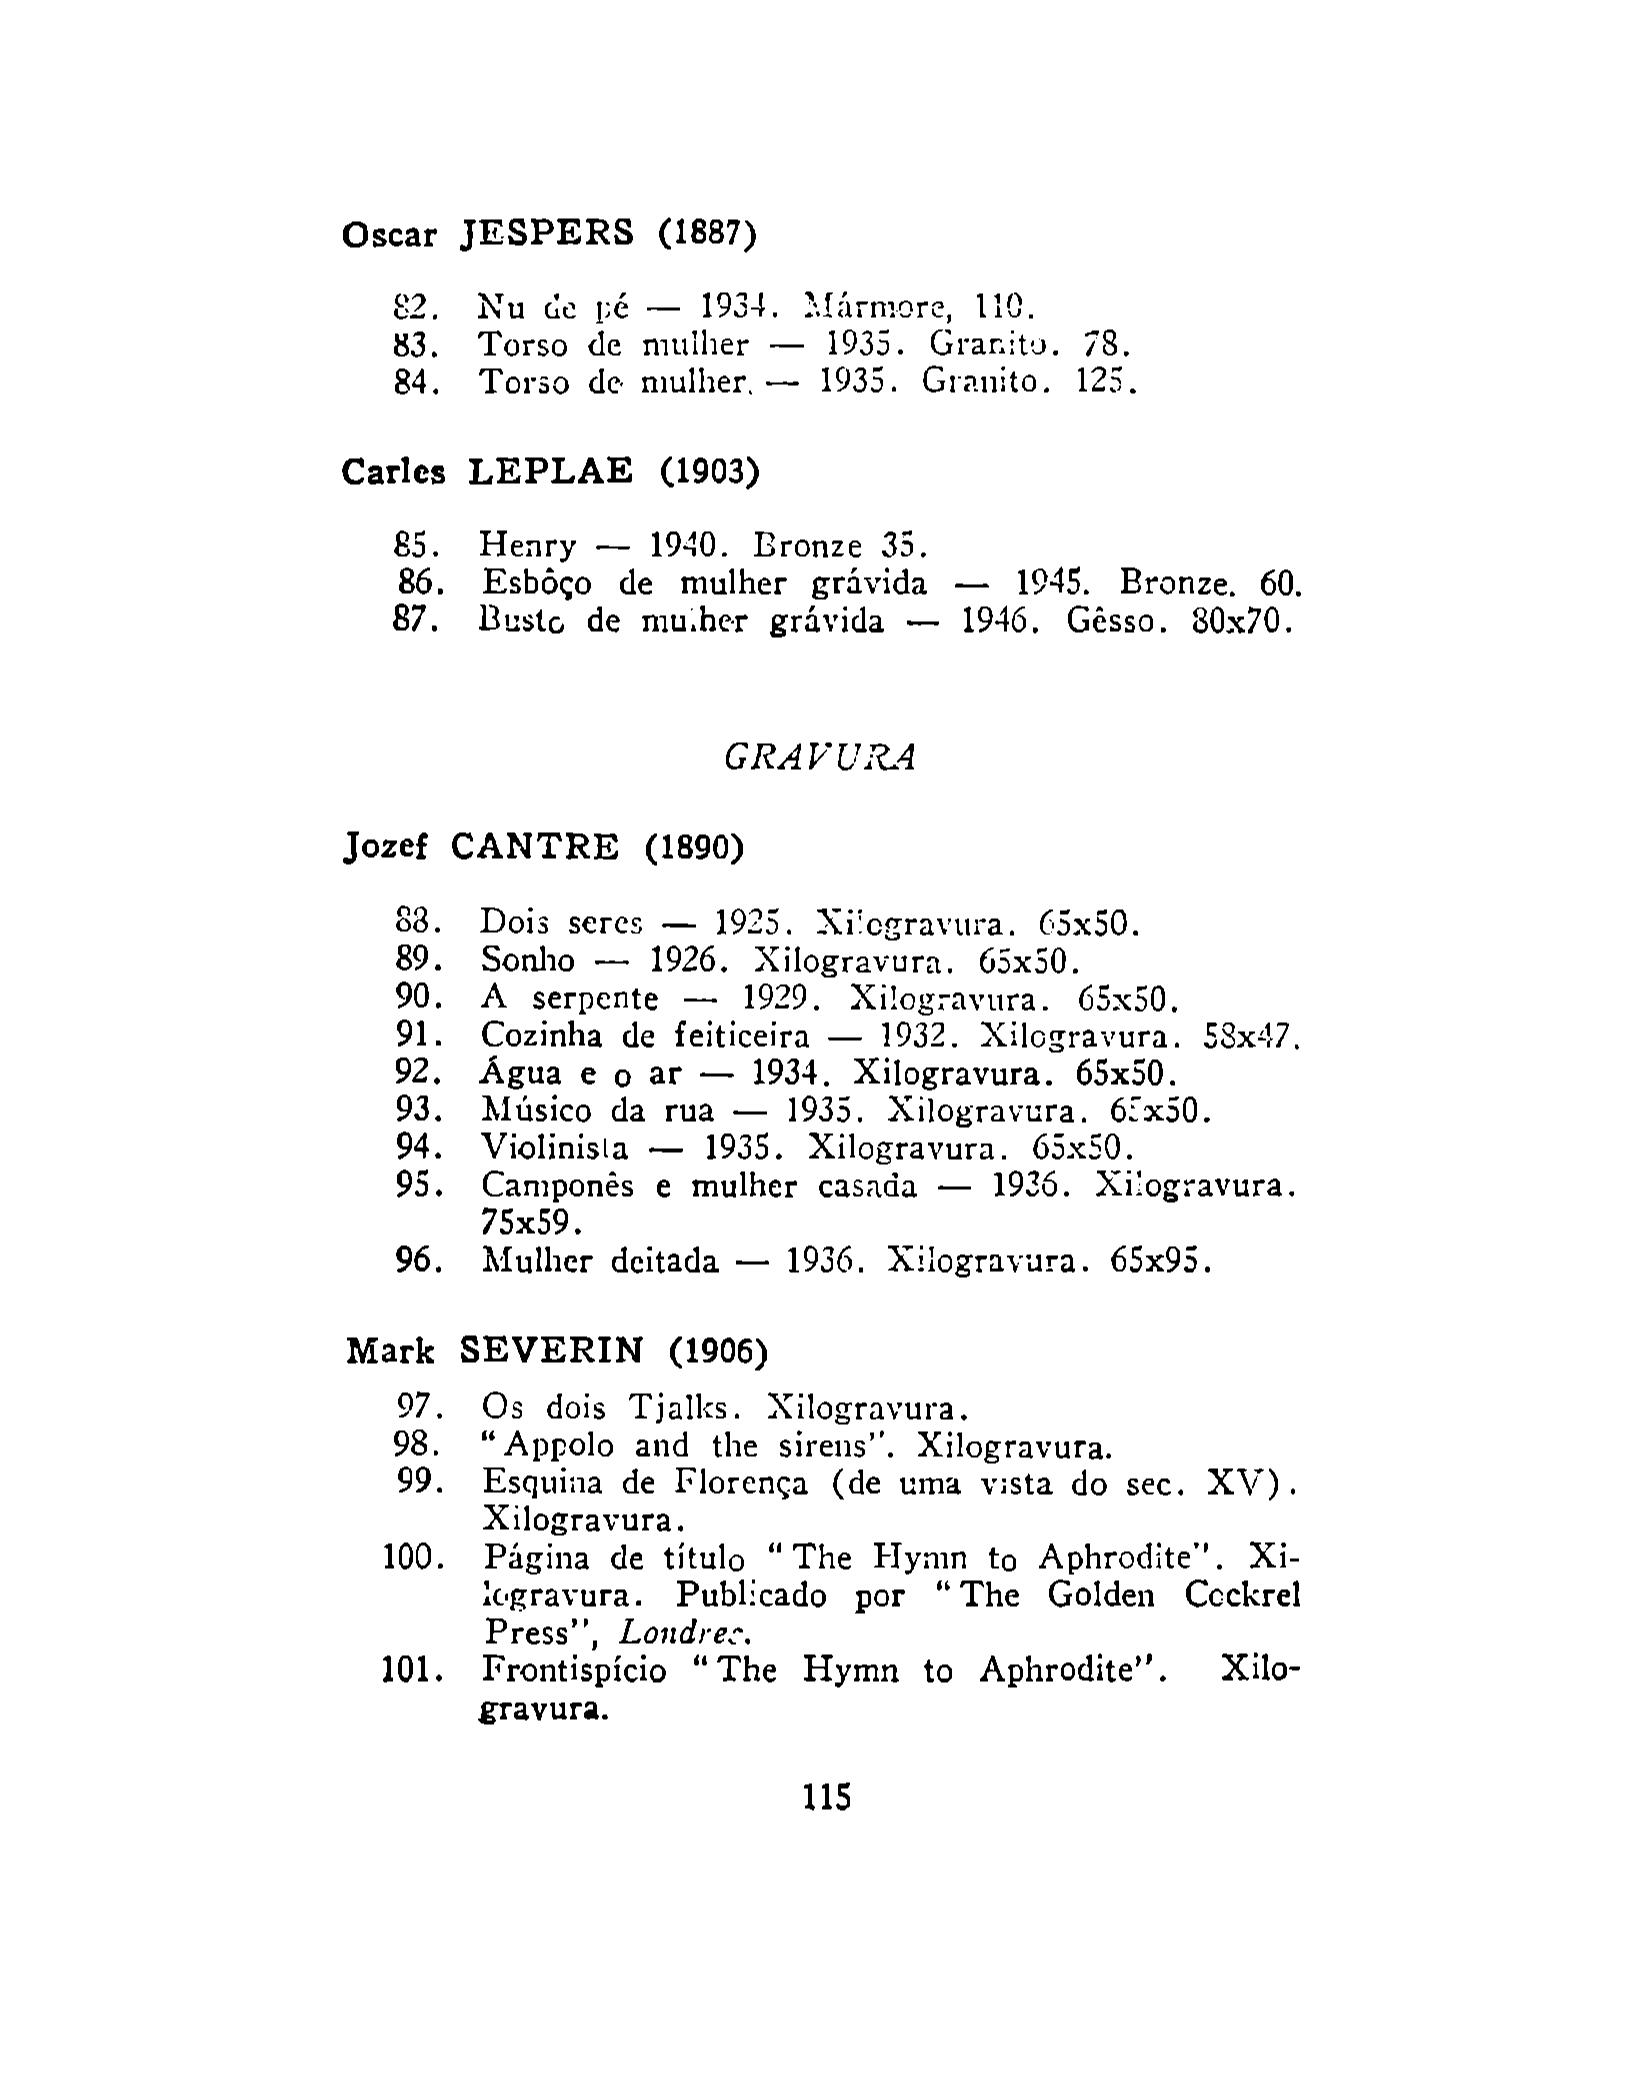 Oscar JESPERS (1887)
82. Nu de pé — 1934. Mármore, 110.
83. Torso de mulher — 1935. Granito. 78.
84. Torso de mulher. — 1935. Granito. 125.
Carles LEPLAE (1903)
85. Henry — 1940. Bronze 35.
86. Esbôço de mulher grávida — 1945. Bronze. 60.
87. Busto de mulher grávida — 1946. Gêsso. 80x70.
GRAVURA
Jozef CANTRE (1890)
88. Dois seres — 1925. Xilogravura. 65x50.
89. Sonho — 1926. Xilogravura. 65x50.
90. A serpente — 1929. Xilogravura. 65x50.
91. Cozinha de feiticeira — 1932. Xilogravura. 58x47.
92. Água e o ar — 1934. Xilogravura. 65x50.
93. Músico da rua — 1935. Xilogravura. 65x50.
94. Violinista — 1935. Xilogravura. 65x50.
95. Camponês e mulher casada — 1936. Xilogravura.
75x59.
96. Mulher deitada — 1936. Xilogravura. 65x95.
Mark SEVERIN (1906)
97. Os dois Tjalks. Xilogravura.
98. "Appolo and the sirens". Xilogravura.
99. Esquina de Florença (de uma vista do sec. XV).
Xilogravura.
100. Página de título "The Hymn to Aphrodite". Xi-
logravura. Publicado por "The Golden Cockrel
Press", Londres.
101. Frontispício "The Hymn to Aphrodite". Xilo-
gravura.
115